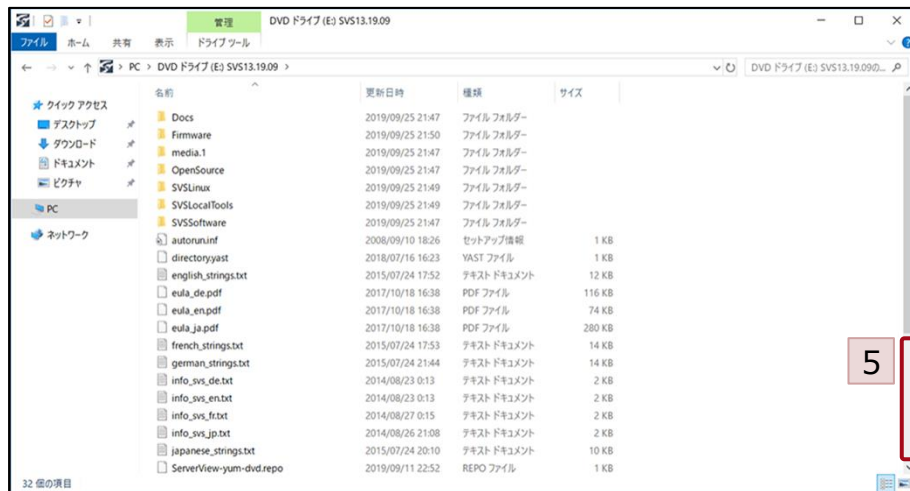 管理 DVD ドライブ (E:) SVS13.19.09
ファイル ホーム 共有 表示 ドライブ ツール
PC > DVD ドライブ (E:) SVS13.19.09 > DVD ドライブ (E:) SVS13.19.09の...
名前 更新日時 種類 サイズ
クイック アクセス
デスクトップ
ダウンロード
ドキュメント
ピクチャ
PC
ネットワーク
Docs 2019/09/25 21:47 ファイル フォルダー
Firmware 2019/09/25 21:50 ファイル フォルダー
media.1 2019/09/25 21:47 ファイル フォルダー
OpenSource 2019/09/25 21:47 ファイル フォルダー
SVSLinux 2019/09/25 21:49 ファイル フォルダー
SVSLocalTools 2019/09/25 21:49 ファイル フォルダー
SVSSoftware 2019/09/25 21:47 ファイル フォルダー
autorun.inf 2008/09/10 18:26 セットアップ情報 1 KB
directory.yast 2018/07/16 16:23 YAST ファイル 1 KB
english_strings.txt 2015/07/24 17:52 テキスト ドキュメント 12 KB
eula_de.pdf 2017/10/18 16:38 PDF ファイル 116 KB
eula_en.pdf 2017/10/18 16:38 PDF ファイル 74 KB
eula_ja.pdf 2017/10/18 16:38 PDF ファイル 280 KB
french_strings.txt 2015/07/24 17:53 テキスト ドキュメント 14 KB
german_strings.txt 2015/07/24 21:44 テキスト ドキュメント 14 KB
info_svs_de.txt 2014/08/23 0:13 テキスト ドキュメント 2 KB
info_svs_en.txt 2014/08/23 0:13 テキスト ドキュメント 2 KB
info_svs_fr.txt 2014/08/27 0:15 テキスト ドキュメント 2 KB
info_svs_jp.txt 2014/08/26 21:08 テキスト ドキュメント 2 KB
japanese_strings.txt 2015/07/24 20:10 テキスト ドキュメント 10 KB
ServerView-yum-dvd.repo 2019/09/11 22:52 REPO ファイル 1 KB
5
32 個の項目